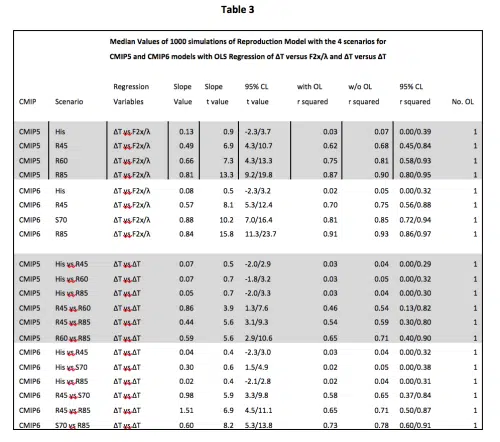 Table 3
Median Values of 1000 simulations of Reproduction Model with the 4 scenarios for
CMIP5 and CMIP6 models with OLS Regression of ΔT versus F2x/λ and ΔT versus ΔT
Regression Slope Slope 95% CL with OL w/o OL 95% CL
CMIP Scenario Variables Value t value t value r squared r squared r squared No. OL
CMIP5 His ΔT vs F2x/λ 0.13 0.9 -2.3/3.7 0.03 0.07 0.00/0.39 1
CMIP5 R45 ΔT vs F2x/λ 0.49 6.9 4.3/10.7 0.62 0.68 0.45/0.84 1
CMIP5 R60 ΔT vs F2x/λ 0.66 7.3 4.3/13.3 0.75 0.81 0.58/0.93 1
CMIP5 R85 ΔT vs F2x/λ 0.81 13.3 9.2/19.8 0.87 0.90 0.80/0.95 1
CMIP6 His ΔT vs F2x/λ 0.08 0.5 -2.3/3.2 0.02 0.05 0.00/0.32 1
CMIP6 R45 ΔT vs F2x/λ 0.57 8.1 5.3/12.4 0.70 0.75 0.56/0.88 1
CMIP6 S70 ΔT vs F2x/λ 0.88 10.2 7.0/16.4 0.81 0.85 0.72/0.94 1
CMIP6 R85 ΔT vs F2x/λ 0.84 15.8 11.3/23.7 0.91 0.93 0.86/0.97 1
CMIP5 His vs R45 ΔT vs ΔT 0.07 0.5 -2.0/2.9 0.03 0.04 0.00/0.29 1
CMIP5 His vs R60 ΔT vs ΔT 0.07 0.7 -1.8/3.2 0.03 0.05 0.00/0.32 1
CMIP5 His vs R85 ΔT vs ΔT 0.05 0.7 -2.0/3.3 0.03 0.04 0.00/0.30 1
CMIP5 R45 vs R60 ΔT vs ΔT 0.86 3.9 1.3/7.6 0.46 0.54 0.13/0.82 1
CMIP5 R45 vs R85 ΔT vs ΔT 0.44 5.6 3.1/9.3 0.54 0.59 0.30/0.80 1
CMIP5 R60 vs R85 ΔT vs ΔT 0.59 5.6 2.9/10.6 0.65 0.71 0.40/0.90 1
CMIP6 His vs R45 ΔT vs ΔT 0.04 0.4 -2.3/3.0 0.03 0.04 0.00/0.32 1
CMIP6 His vs S70 ΔT vs ΔT 0.30 0.6 1.5/4.9 0.02 0.05 0.00/0.38 1
CMIP6 His vs R85 ΔT vs ΔT 0.02 0.4 -2.1/2.8 0.02 0.04 0.00/0.31 1
CMIP6 R45 vs S70 ΔT vs ΔT 0.98 5.9 3.3/9.8 0.58 0.65 0.37/0.84 1
CMIP6 R45 vs R85 ΔT vs ΔT 1.51 6.9 4.5/11.1 0.65 0.71 0.50/0.87 1
CMIP6 S70 vs R85 ΔT vs ΔT 0.60 8.2 5.3/13.8 0.73 0.78 0.60/0.91 1